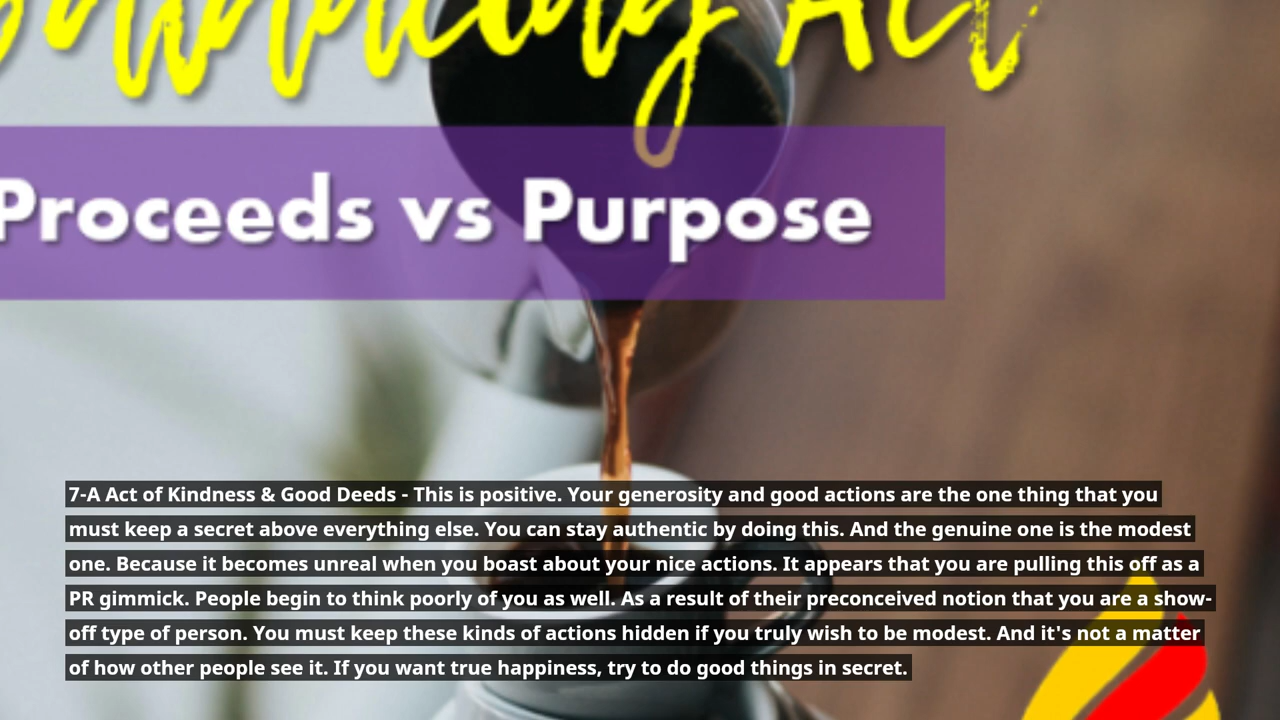 Act
Proceeds vs Purpose
7-A Act of Kindness & Good Deeds - This is positive. Your generosity and good actions are the one thing that you
must keep a secret above everything else. You can stay authentic by doing this. And the genuine one is the modest
one. Because it becomes unreal when you boast about your nice actions. It appears that you are pulling this off as a
PR gimmick. People begin to think poorly of you as well. As a result of their preconceived notion that you are a show-
off type of person. You must keep these kinds of actions hidden if you truly wish to be modest. And it's not a matter
of how other people see it. If you want true happiness, try to do good things in secret.